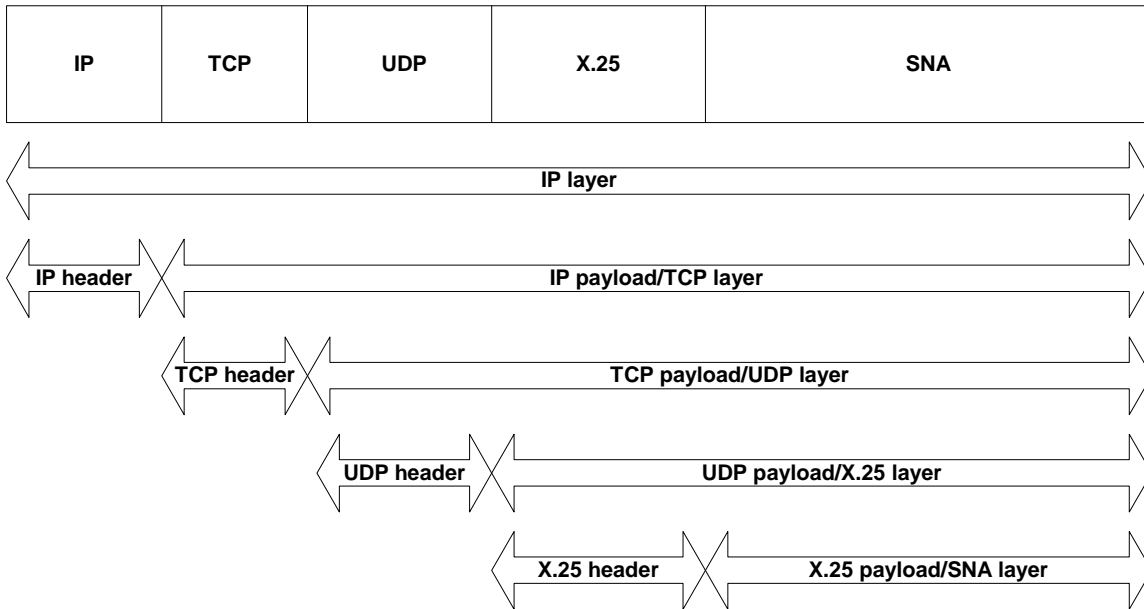 IP TCP UDP X.25 SNA
IP layer
IP header IP payload/TCP layer
TCP header TCP payload/UDP layer
UDP header UDP payload/X.25 layer
X.25 header X.25 payload/SNA layer